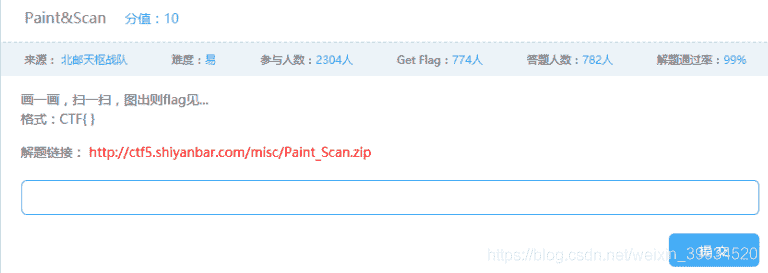 Paint&Scan 分值：10
来源： 北邮天枢战队 难度：易 参与人数：2304人 Get Flag：774人 答题人数：782人 解题通过率：99%
画一画，扫一扫，图出则flag见...
格式：CTF{ }
解题链接： http://ctf5.shiyanbar.com/misc/Paint_Scan.zip
提 交
https://blog.csdn.net/weixin_39934520